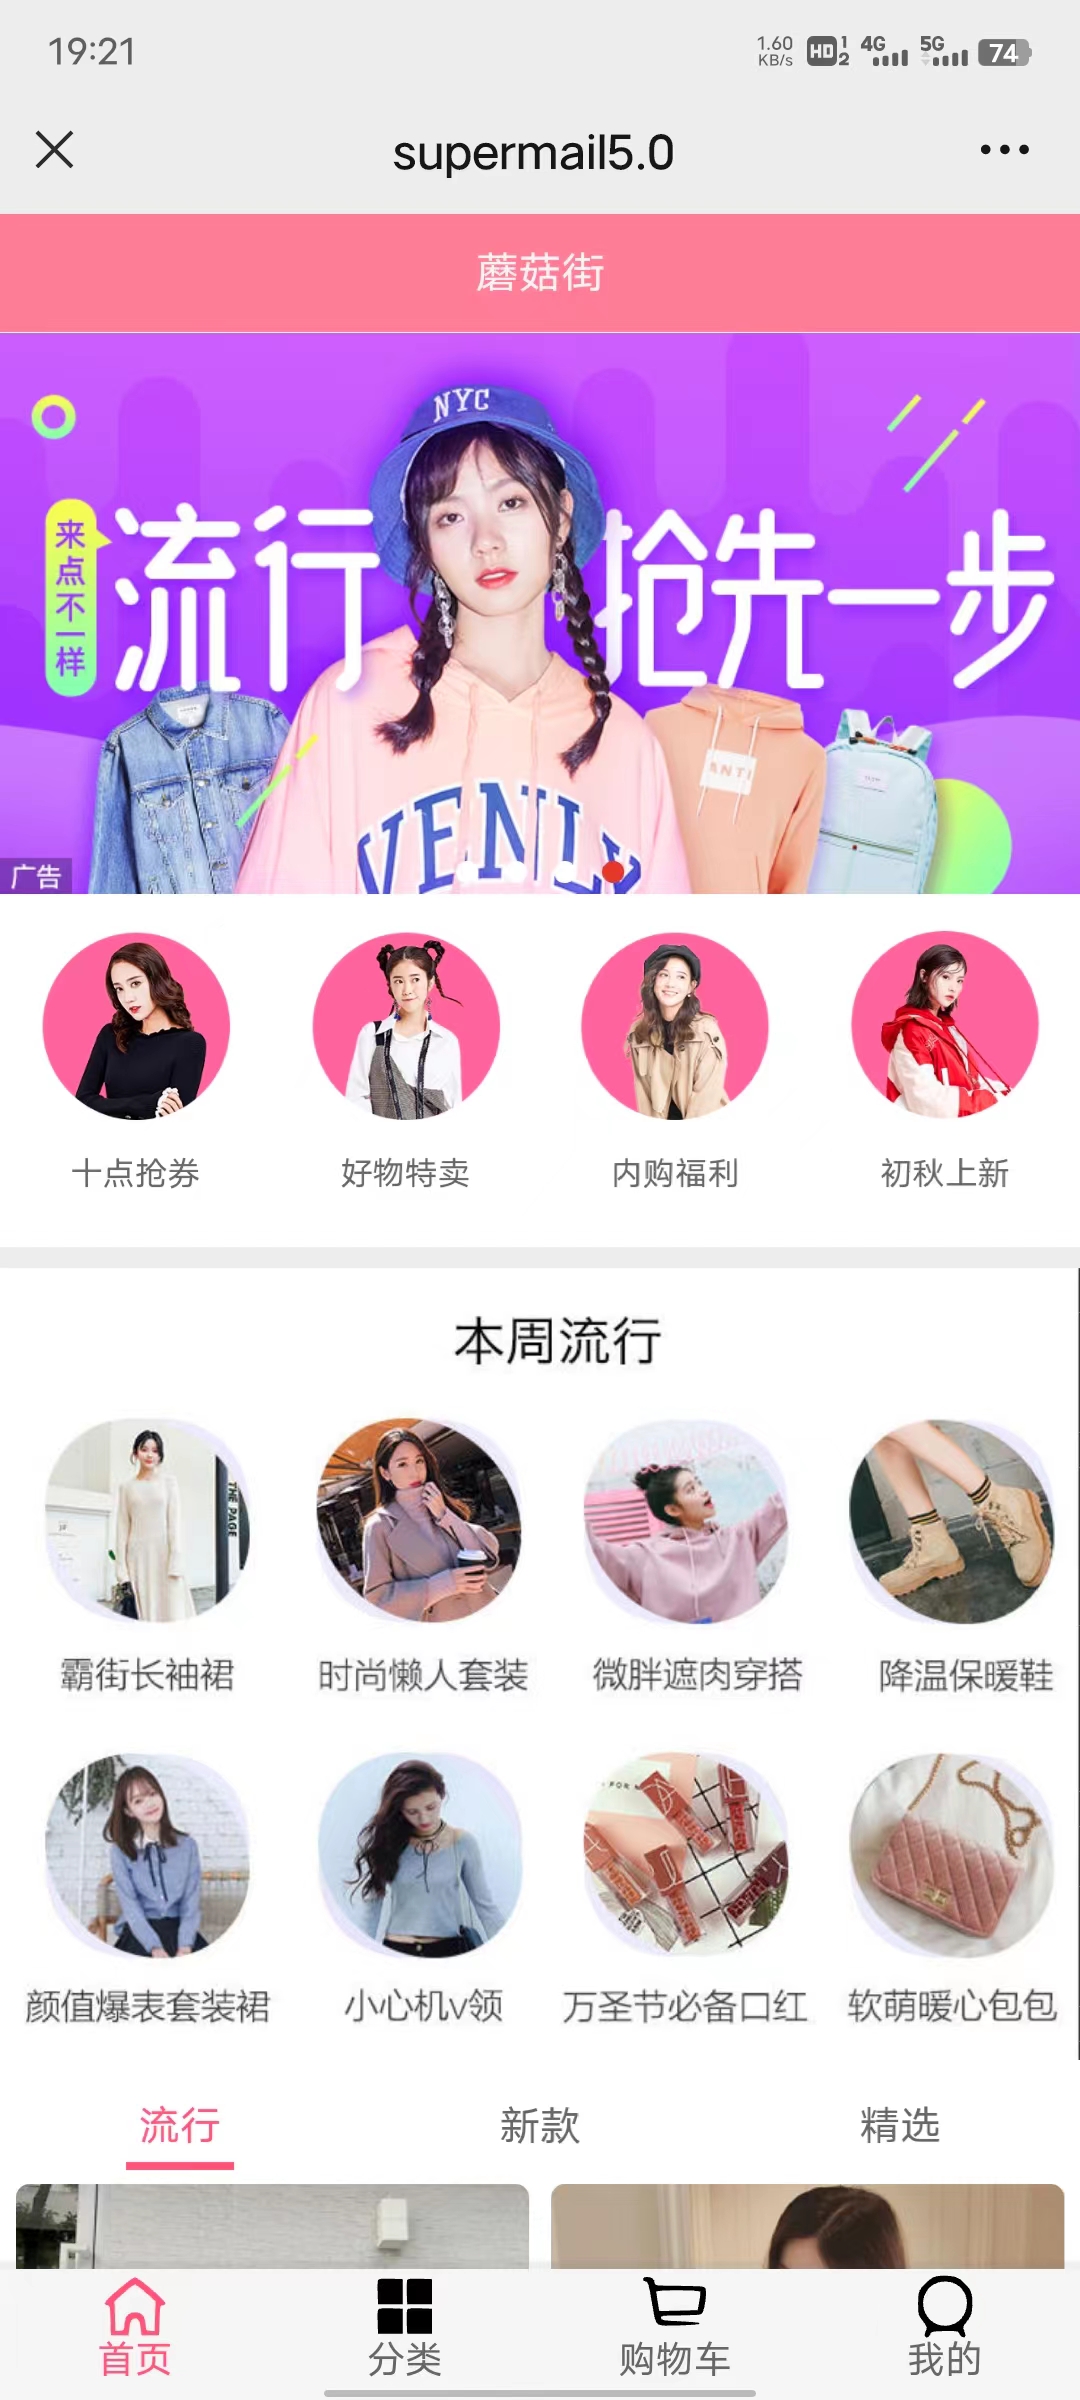 19:21
1.60
KB/s
HD 1 2
4G
5G
74
supermail5.0
蘑菇街
NYC
来点不一样
流行 抢先一步
VENLY
ANTI
广告
十点抢券 好物特卖 内购福利 初秋上新
本周流行
THE PAGE
霸街长袖裙 时尚懒人套装 微胖遮肉穿搭 降温保暖鞋
颜值爆表套装裙 小心机v领 万圣节必备口红 软萌暖心包包
流行 新款 精选
首页 分类 购物车 我的